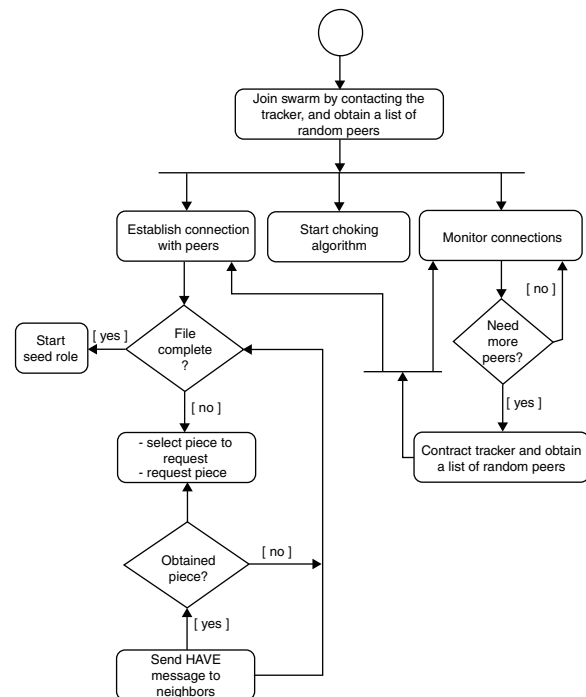 Join swarm by contacting the
tracker, and obtain a list of
random peers
Establish connection
with peers
Start choking
algorithm
Monitor connections
[ no ]
Start
seed role
[ yes ]
File
complete
?
Need
more
peers?
[ no ]
[ yes ]
- select piece to
request
- request piece
Contract tracker and obtain
a list of random peers
Obtained
piece?
[ no ]
[ yes ]
Send HAVE
message to
neighbors